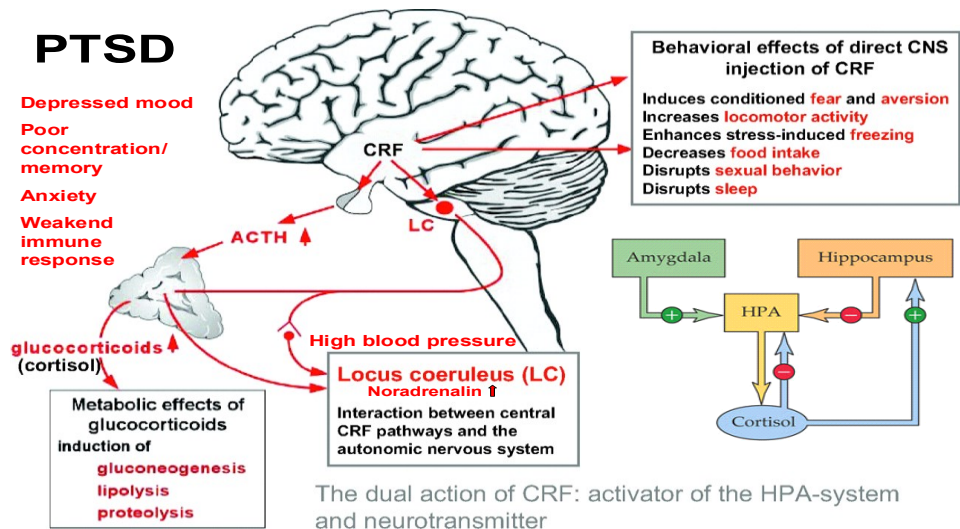 PTSD
Depressed mood
Poor
concentration/
memory
Anxiety
Weakend
immune
response
CRF
LC
ACTH
glucocorticoids
(cortisol)
Metabolic effects of
glucocorticoids
induction of
gluconeogenesis
lipolysis
proteolysis
High blood pressure
Locus coeruleus (LC)
Noradrenalin
Interaction between central
CRF pathways and the
autonomic nervous system
Behavioral effects of direct CNS
injection of CRF
Induces conditioned fear and aversion
Increases locomotor activity
Enhances stress-induced freezing
Decreases food intake
Disrupts sexual behavior
Disrupts sleep
Amygdala
Hippocampus
+
HPA
−
+
−
Cortisol
The dual action of CRF: activator of the HPA-system
and neurotransmitter